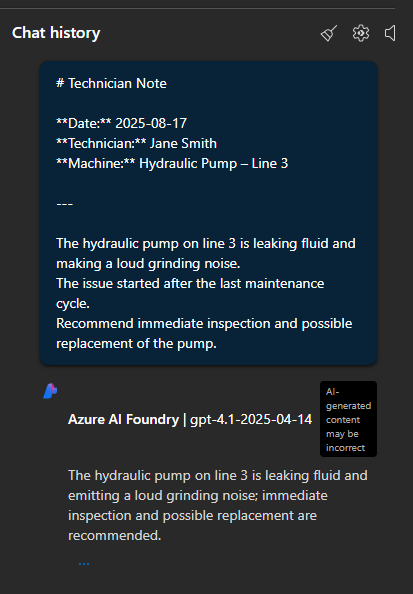 Chat history
# Technician Note
**Date:** 2025-08-17
**Technician:** Jane Smith
**Machine:** Hydraulic Pump – Line 3
---
The hydraulic pump on line 3 is leaking fluid and
making a loud grinding noise.
The issue started after the last maintenance
cycle.
Recommend immediate inspection and possible
replacement of the pump.
Azure AI Foundry | gpt-4.1-2025-04-14
AI-
generated
content
may be
incorrect
The hydraulic pump on line 3 is leaking fluid and
emitting a loud grinding noise; immediate
inspection and possible replacement are
recommended.
...